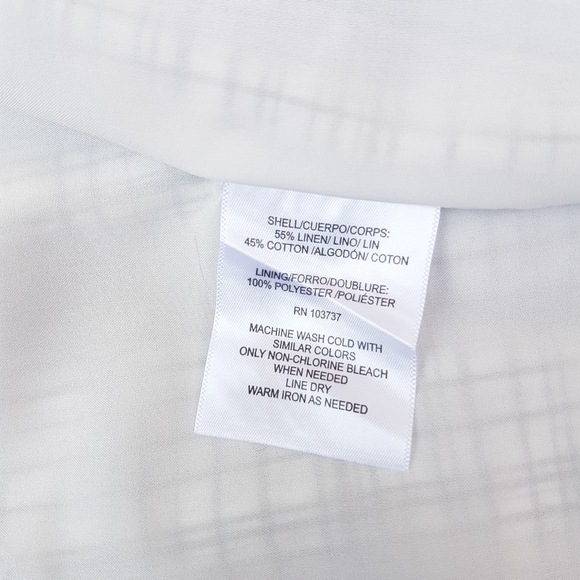 SHELL/CUERPO/CORPS:
55% LINEN/ LINO/ LIN
45% COTTON /ALGODÓN/ COTON
LINING/FORRO/DOUBLURE:
100% POLYESTER /POLIÉSTER
RN 103737
MACHINE WASH COLD WITH
SIMILAR COLORS
ONLY NON-CHLORINE BLEACH
WHEN NEEDED
LINE DRY
WARM IRON AS NEEDED